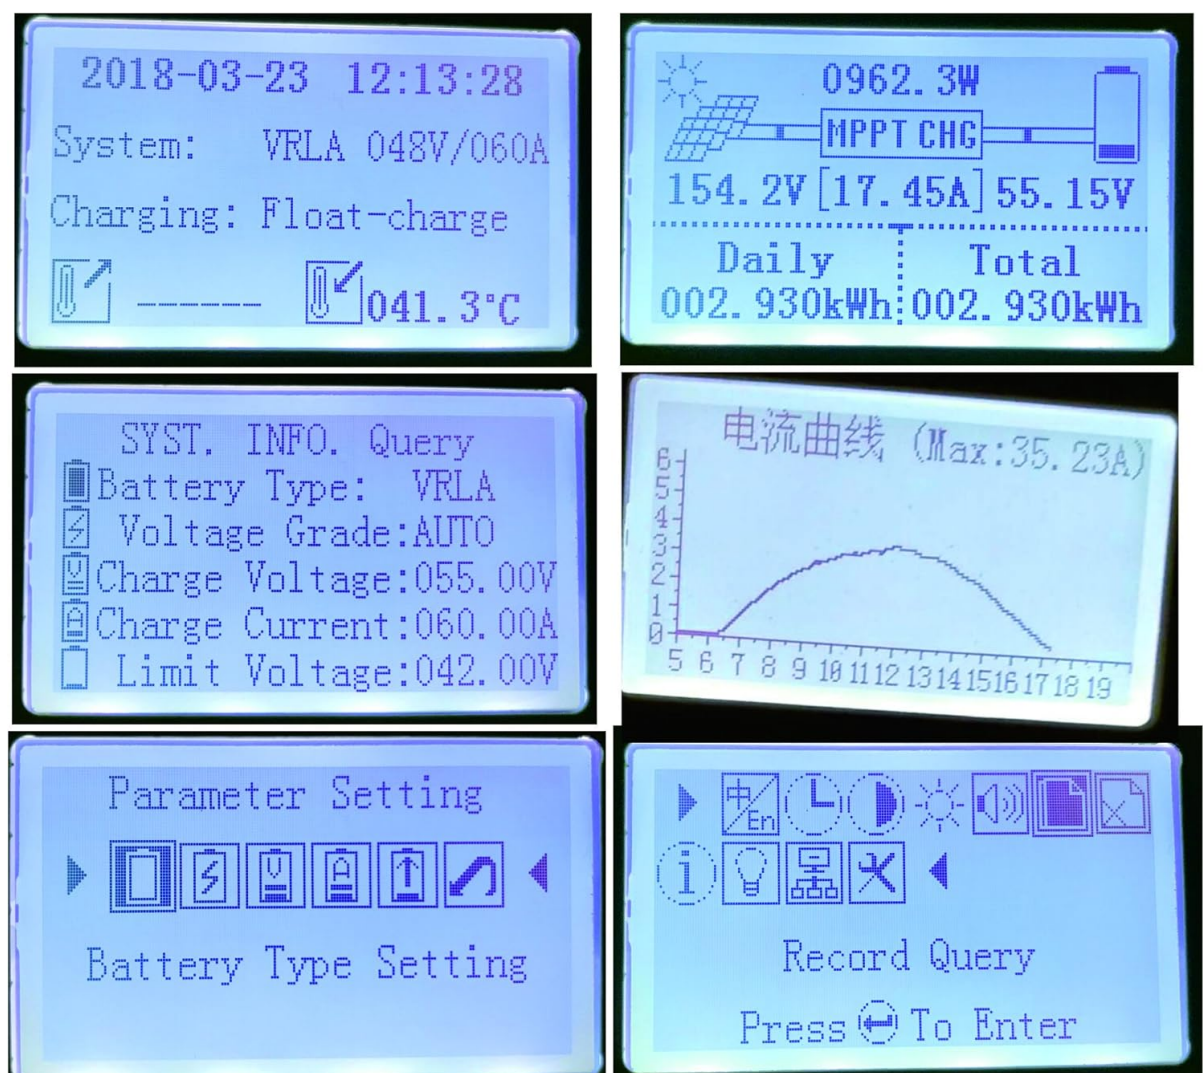 2018-03-23 12:13:28
System: VRLA 048V/060A
Charging: Float-charge
------ 041.3°C
0962.3W
MPPT CHG
154.2V [17.45A] 55.15V
Daily Total
002.930kWh 002.930kWh
SYST. INFO. Query
Battery Type: VRLA
Voltage Grade:AUTO
V Charge Voltage:055.00V
A Charge Current:060.00A
Limit Voltage:042.00V
电流曲线 (Max:35.23A)
6
5
4
3
2
1
0
5 6 7 8 9 10 11 12 13 14 15 16 17 18 19
Parameter Setting
V A
Battery Type Setting
中/En
i
Record Query
Press To Enter